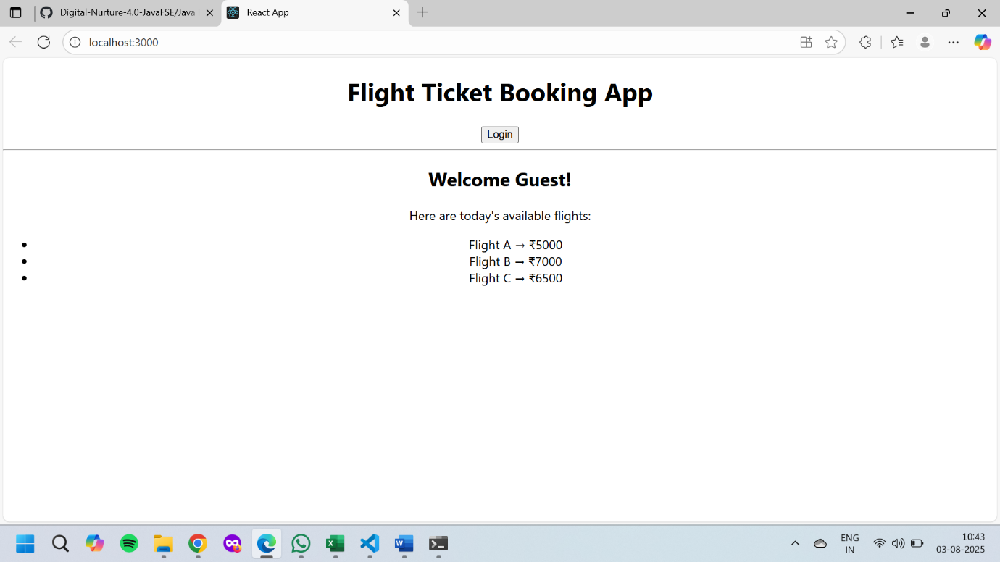 Digital-Nurture-4.0-JavaFSE/Java
React App
localhost:3000
Flight Ticket Booking App
Login
Welcome Guest!
Here are today's available flights:
• Flight A → ₹5000
• Flight B → ₹7000
• Flight C → ₹6500
ENG
IN
10:43
03-08-2025